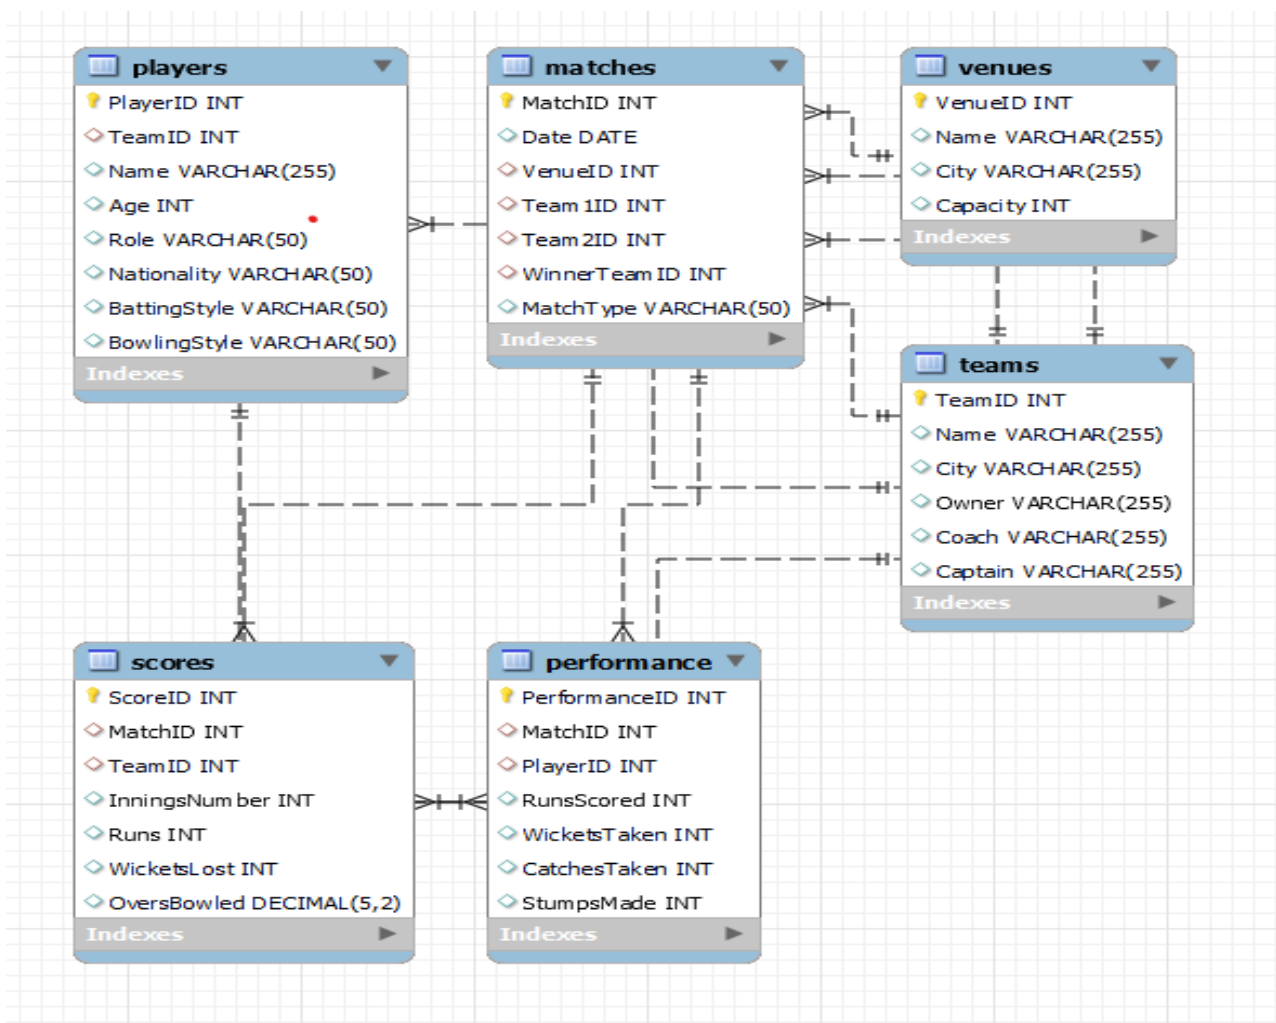 players
PlayerID INT
TeamID INT
Name VARCHAR(255)
Age INT
Role VARCHAR(50)
Nationality VARCHAR(50)
BattingStyle VARCHAR(50)
BowlingStyle VARCHAR(50)
Indexes
matches
MatchID INT
Date DATE
VenueID INT
Team1ID INT
Team2ID INT
WinnerTeamID INT
MatchType VARCHAR(50)
Indexes
venues
VenueID INT
Name VARCHAR(255)
City VARCHAR(255)
Capacity INT
Indexes
teams
TeamID INT
Name VARCHAR(255)
City VARCHAR(255)
Owner VARCHAR(255)
Coach VARCHAR(255)
Captain VARCHAR(255)
Indexes
scores
ScoreID INT
MatchID INT
TeamID INT
InningsNumber INT
Runs INT
WicketsLost INT
OversBowled DECIMAL(5,2)
Indexes
performance
PerformanceID INT
MatchID INT
PlayerID INT
RunsScored INT
WicketsTaken INT
CatchesTaken INT
StumpsMade INT
Indexes